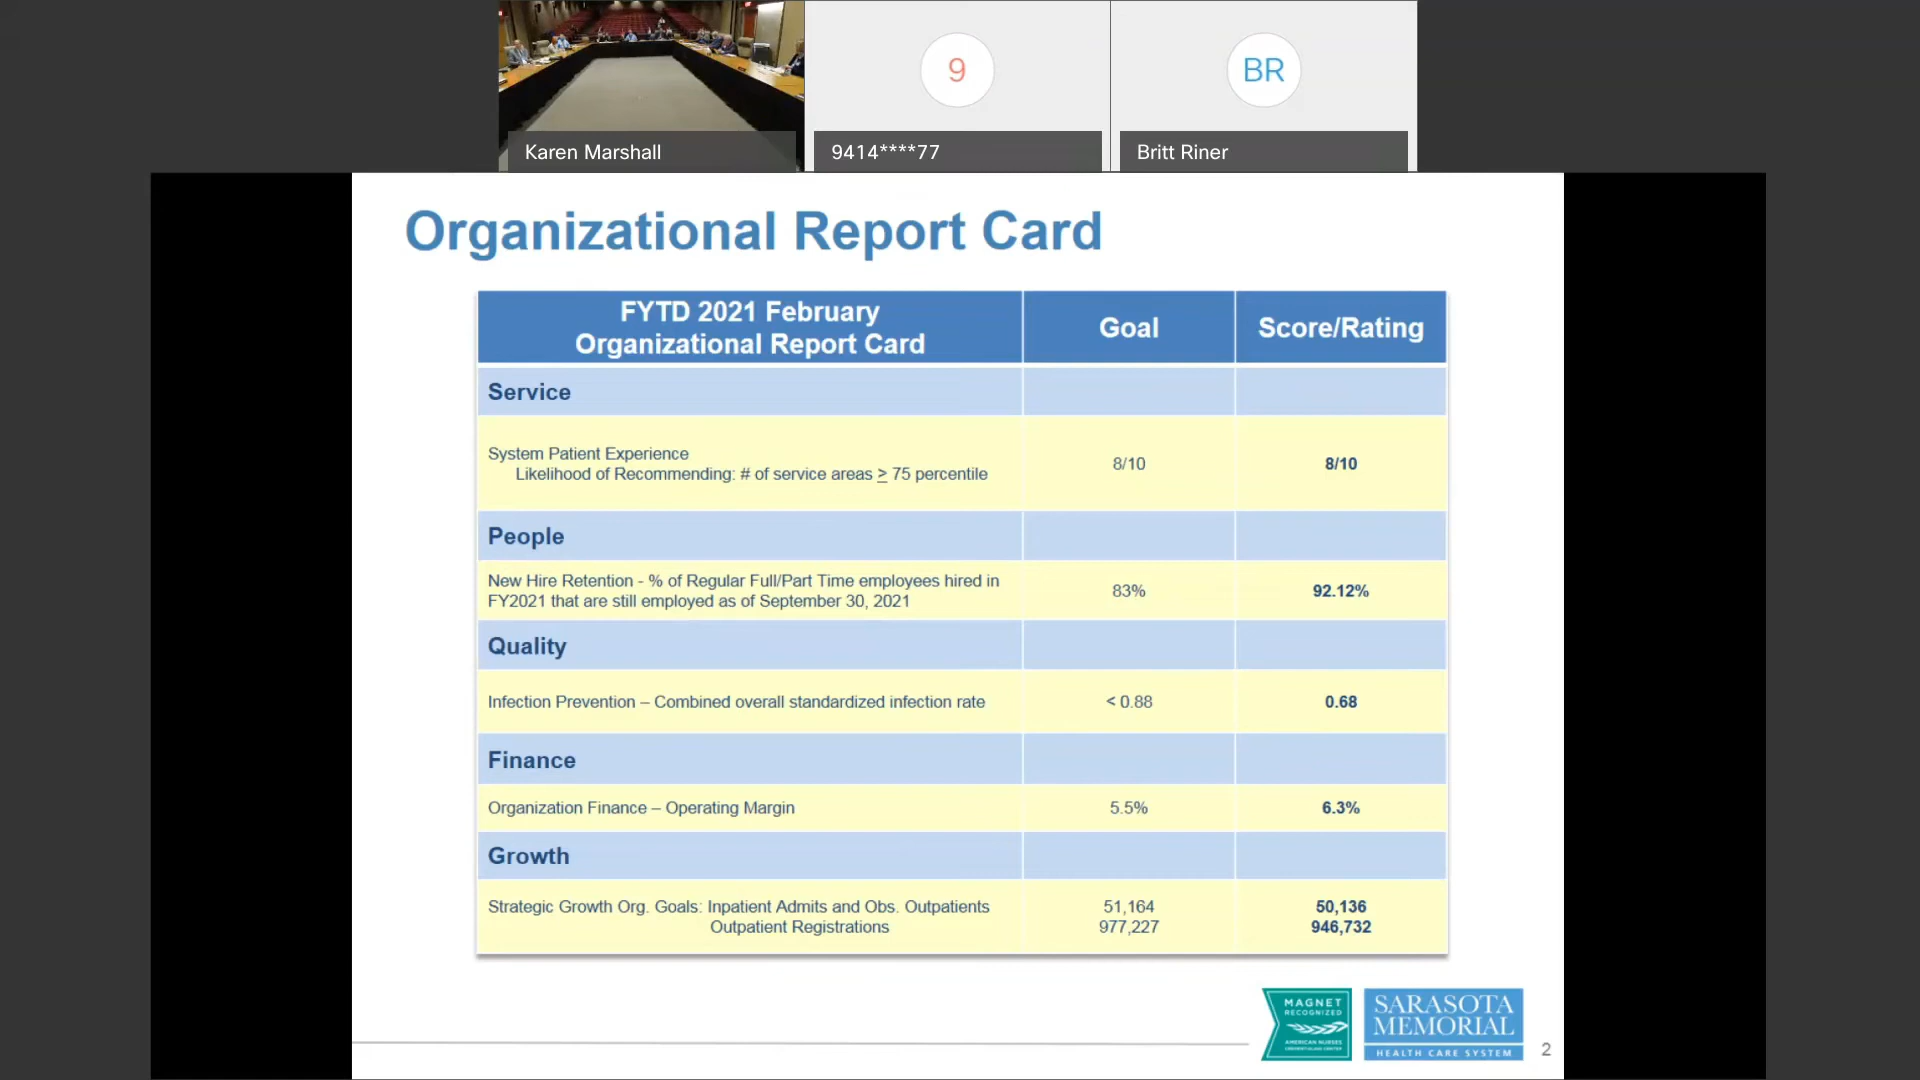 9
BR
Karen Marshall
9414****77
Britt Riner
Organizational Report Card
FYTD 2021 February
Organizational Report Card
Goal
Score/Rating
Service
System Patient Experience
Likelihood of Recommending: # of service areas ≥ 75 percentile
8/10
8/10
People
New Hire Retention - % of Regular Full/Part Time employees hired in
FY2021 that are still employed as of September 30, 2021
83%
92.12%
Quality
Infection Prevention – Combined overall standardized infection rate
< 0.88
0.68
Finance
Organization Finance – Operating Margin
5.5%
6.3%
Growth
Strategic Growth Org. Goals: Inpatient Admits and Obs. Outpatients
Outpatient Registrations
51,164
977,227
50,136
946,732
MAGNET
RECOGNIZED
AMERICAN NURSES
CREDENTIALING CENTER
SARASOTA
MEMORIAL
HEALTH CARE SYSTEM
2